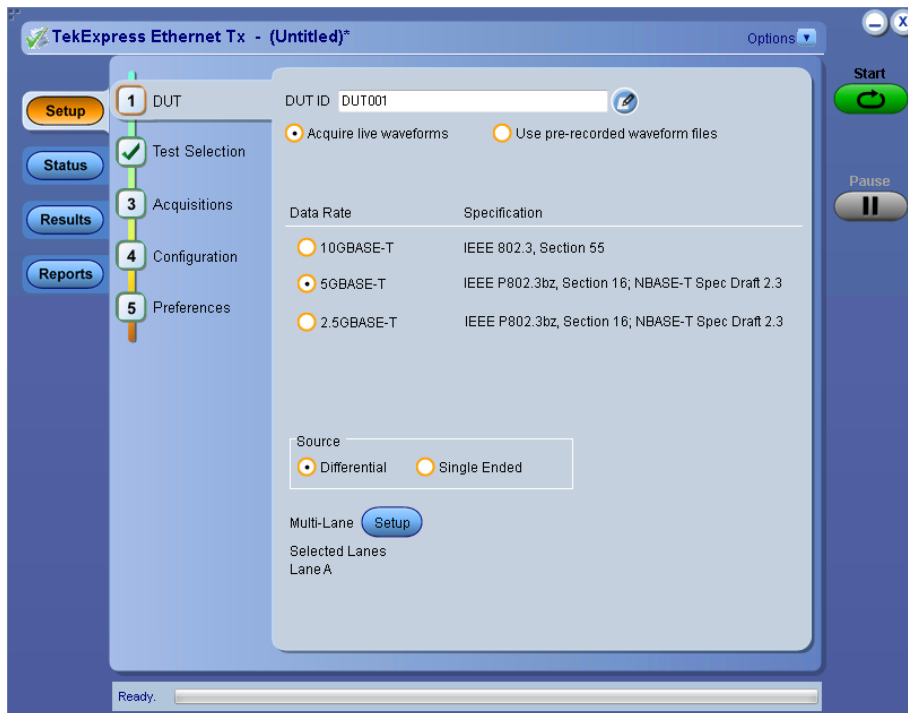 TekExpress Ethernet Tx - (Untitled)*
Options
Start
Pause
Setup
Status
Results
Reports
1 DUT
Test Selection
3 Acquisitions
4 Configuration
5 Preferences
DUT ID DUT001
Acquire live waveforms Use pre-recorded waveform files
Data Rate Specification
10GBASE-T IEEE 802.3, Section 55
5GBASE-T IEEE P802.3bz, Section 16; NBASE-T Spec Draft 2.3
2.5GBASE-T IEEE P802.3bz, Section 16; NBASE-T Spec Draft 2.3
Source
Differential Single Ended
Multi-Lane Setup
Selected Lanes
Lane A
Ready.